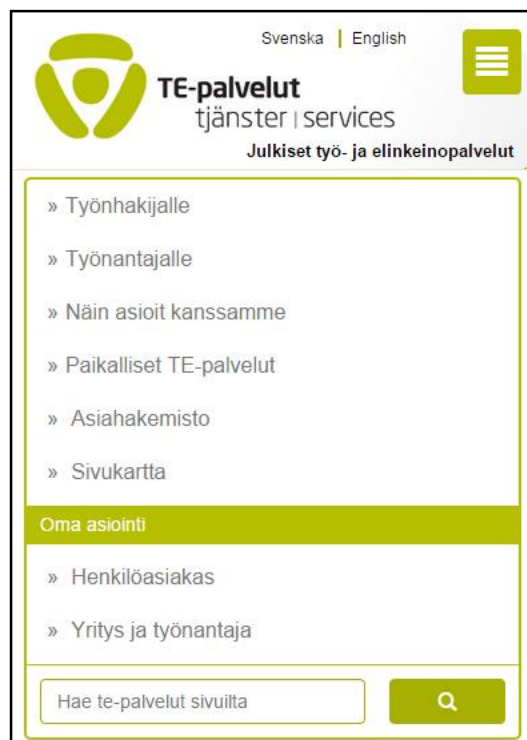 Svenska | English
TE-palvelut
tjänster | services
Julkiset työ- ja elinkeinopalvelut
» Työnhakijalle
» Työnantajalle
» Näin asioit kanssamme
» Paikalliset TE-palvelut
» Asiahakemisto
» Sivukartta
Oma asiointi
» Henkilöasiakas
» Yritys ja työnantaja
Hae te-palvelut sivuilta